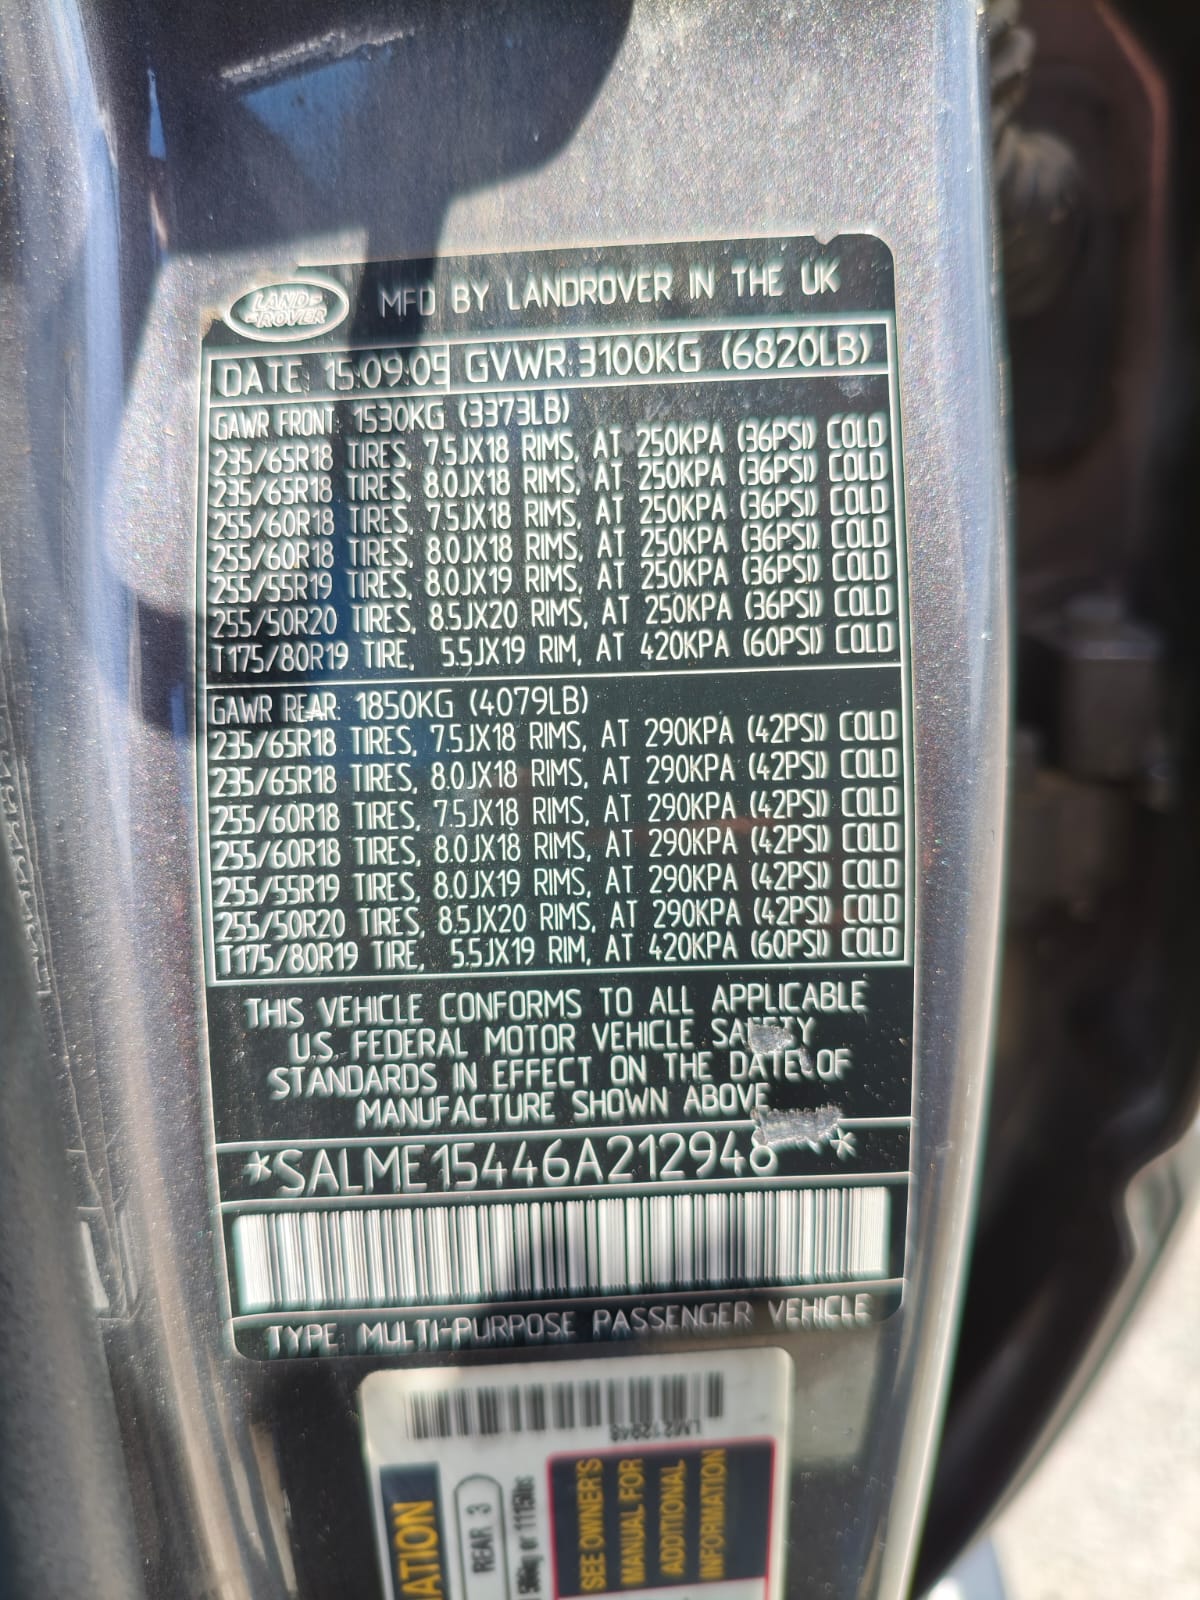 LAND-
-ROVER
MFD BY LANDROVER IN THE UK
DATE: 15:09:05 GVWR:3100KG (6820LB)
GAWR FRONT: 1530KG (3373LB)
235/65R18 TIRES, 7.5JX18 RIMS, AT 250KPA (36PSI) COLD
235/65R18 TIRES, 8.0JX18 RIMS, AT 250KPA (36PSI) COLD
255/60R18 TIRES, 7.5JX18 RIMS, AT 250KPA (36PSI) COLD
255/60R18 TIRES, 8.0JX18 RIMS, AT 250KPA (36PSI) COLD
255/55R19 TIRES, 8.0JX19 RIMS, AT 250KPA (36PSI) COLD
255/50R20 TIRES, 8.5JX20 RIMS, AT 250KPA (36PSI) COLD
T175/80R19 TIRE, 5.5JX19 RIM, AT 420KPA (60PSI) COLD
GAWR REAR: 1850KG (4079LB)
235/65R18 TIRES, 7.5JX18 RIMS, AT 290KPA (42PSI) COLD
235/65R18 TIRES, 8.0JX18 RIMS, AT 290KPA (42PSI) COLD
255/60R18 TIRES, 7.5JX18 RIMS, AT 290KPA (42PSI) COLD
255/60R18 TIRES, 8.0JX18 RIMS, AT 290KPA (42PSI) COLD
255/55R19 TIRES, 8.0JX19 RIMS, AT 290KPA (42PSI) COLD
255/50R20 TIRES, 8.5JX20 RIMS, AT 290KPA (42PSI) COLD
T175/80R19 TIRE, 5.5JX19 RIM, AT 420KPA (60PSI) COLD
THIS VEHICLE CONFORMS TO ALL APPLICABLE
U.S. FEDERAL MOTOR VEHICLE SAFETY
STANDARDS IN EFFECT ON THE DATE OF
MANUFACTURE SHOWN ABOVE
*SALME15446A212948 *
TYPE: MULTI-PURPOSE PASSENGER VEHICLE
LM212948
REAR 3
SEE OWNER'S
MANUAL FOR
ADDITIONAL
INFORMATION